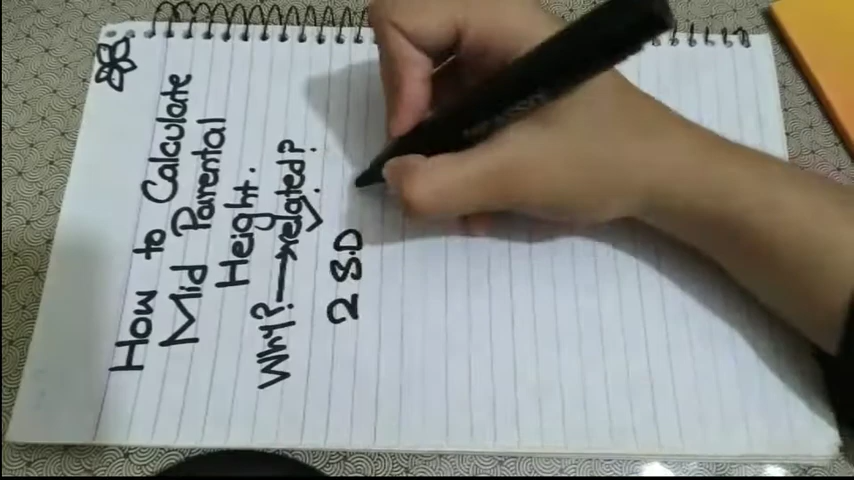 How to Calculate
Mid Parental
Height.
Why? → related?
2 S.D